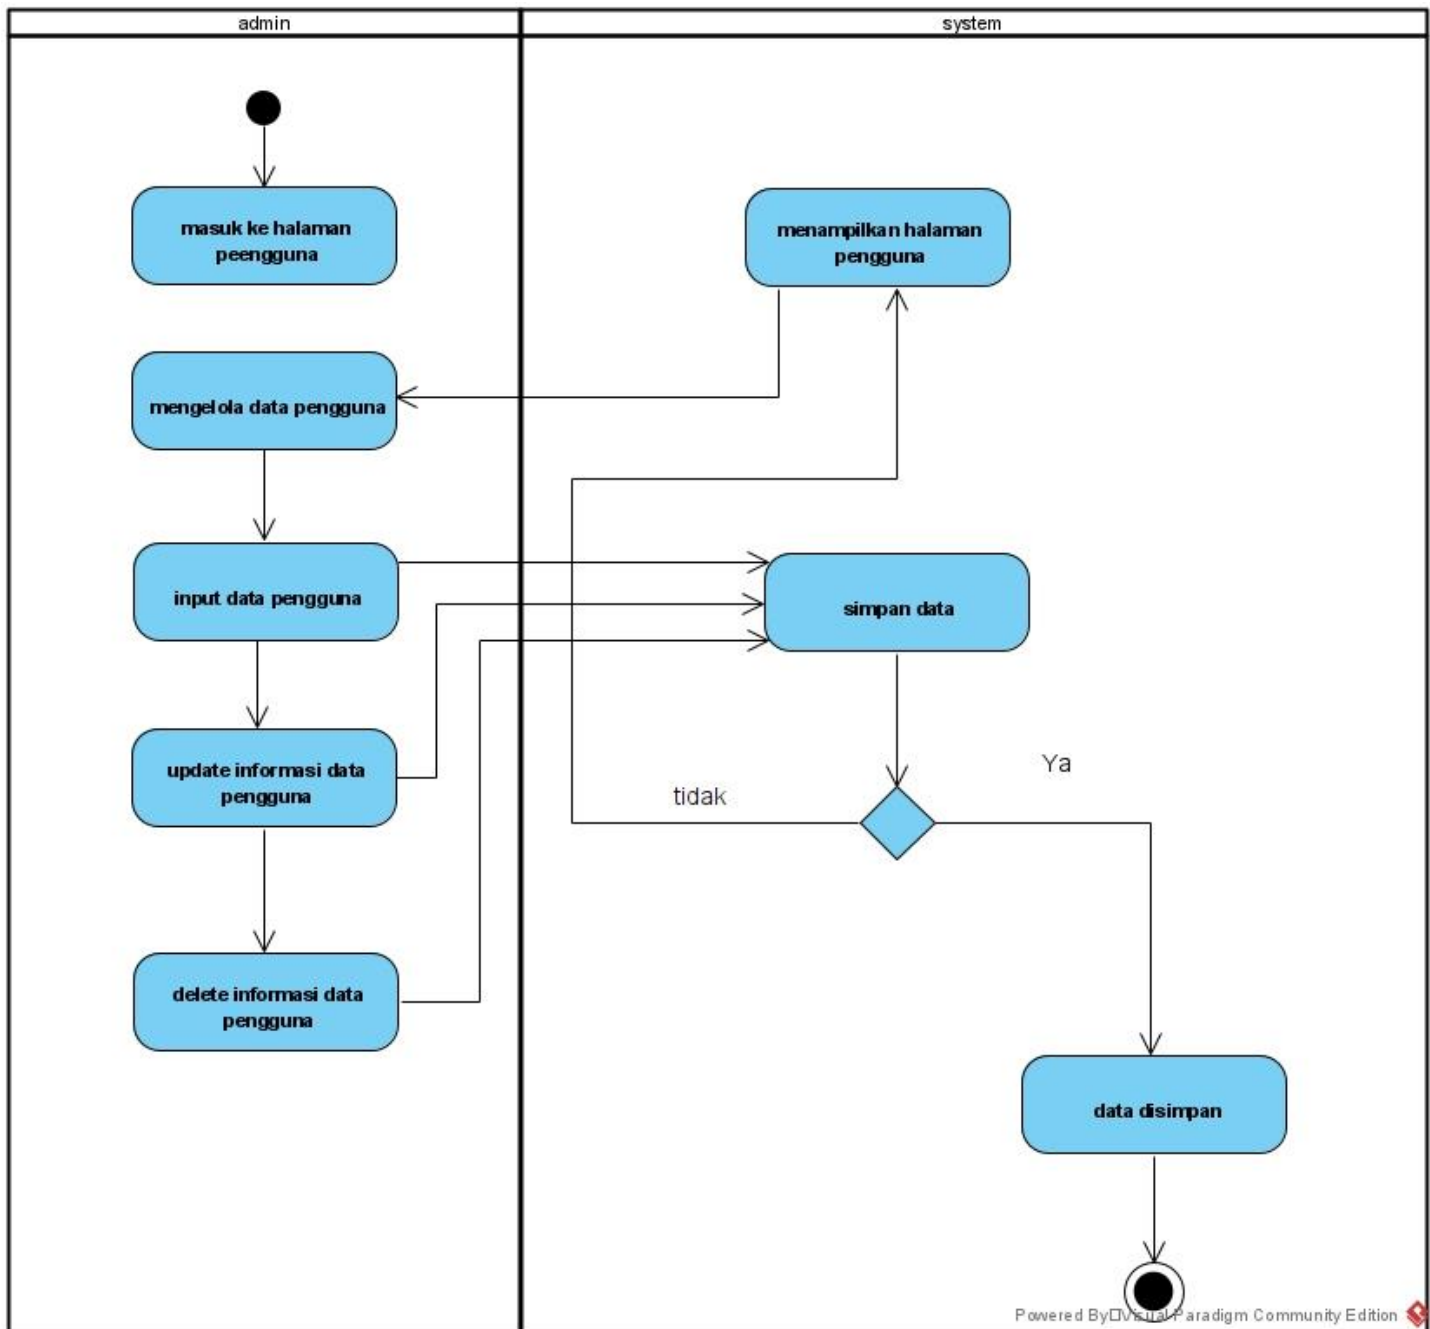 admin
system
masuk ke halaman
peengguna
menampilkan halaman
pengguna
mengelola data pengguna
input data pengguna
simpan data
update informasi data
pengguna
tidak
Ya
delete informasi data
pengguna
data disimpan
Powered By□Visual Paradigm Community Edition